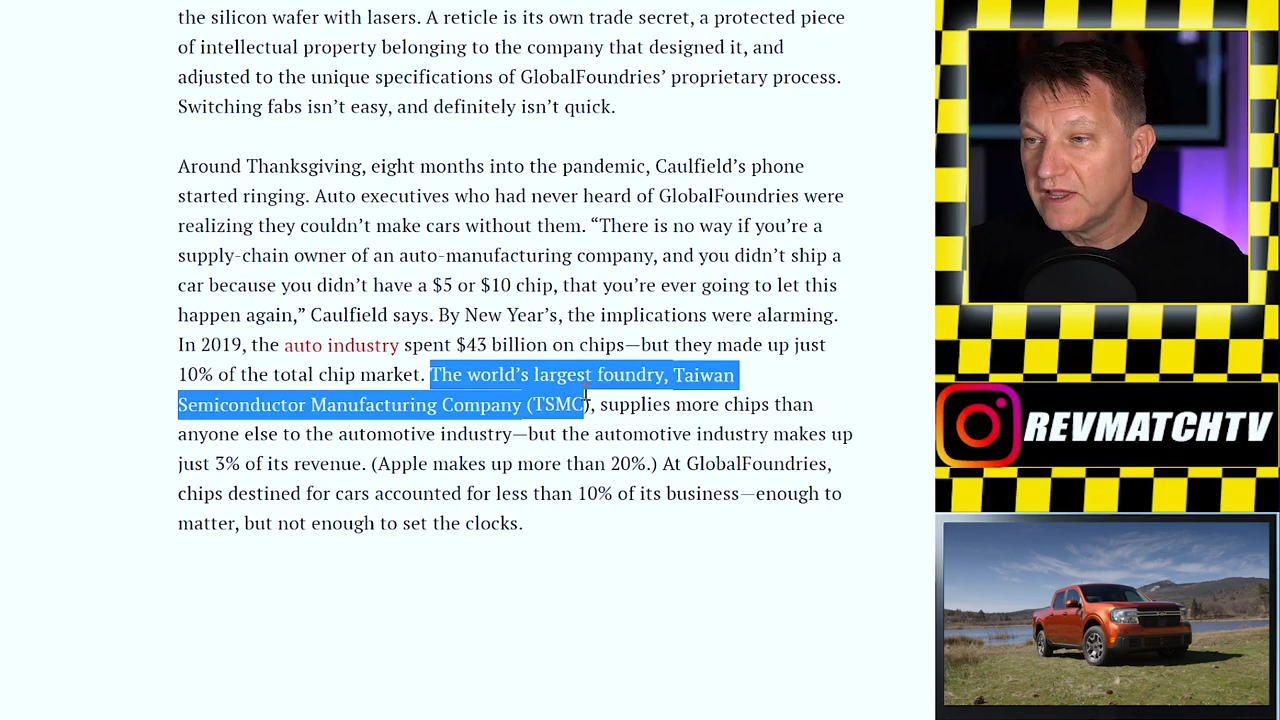 the silicon wafer with lasers. A reticle is its own trade secret, a protected piece
of intellectual property belonging to the company that designed it, and
adjusted to the unique specifications of GlobalFoundries’ proprietary process.
Switching fabs isn’t easy, and definitely isn’t quick.
Around Thanksgiving, eight months into the pandemic, Caulfield’s phone
started ringing. Auto executives who had never heard of GlobalFoundries were
realizing they couldn’t make cars without them. “There is no way if you’re a
supply-chain owner of an auto-manufacturing company, and you didn’t ship a
car because you didn’t have a $5 or $10 chip, that you’re ever going to let this
happen again,” Caulfield says. By New Year’s, the implications were alarming.
In 2019, the auto industry spent $43 billion on chips—but they made up just
10% of the total chip market. The world’s largest foundry, Taiwan
Semiconductor Manufacturing Company (TSMC), supplies more chips than
anyone else to the automotive industry—but the automotive industry makes up
just 3% of its revenue. (Apple makes up more than 20%.) At GlobalFoundries,
chips destined for cars accounted for less than 10% of its business—enough to
matter, but not enough to set the clocks.
REVMATCHTV